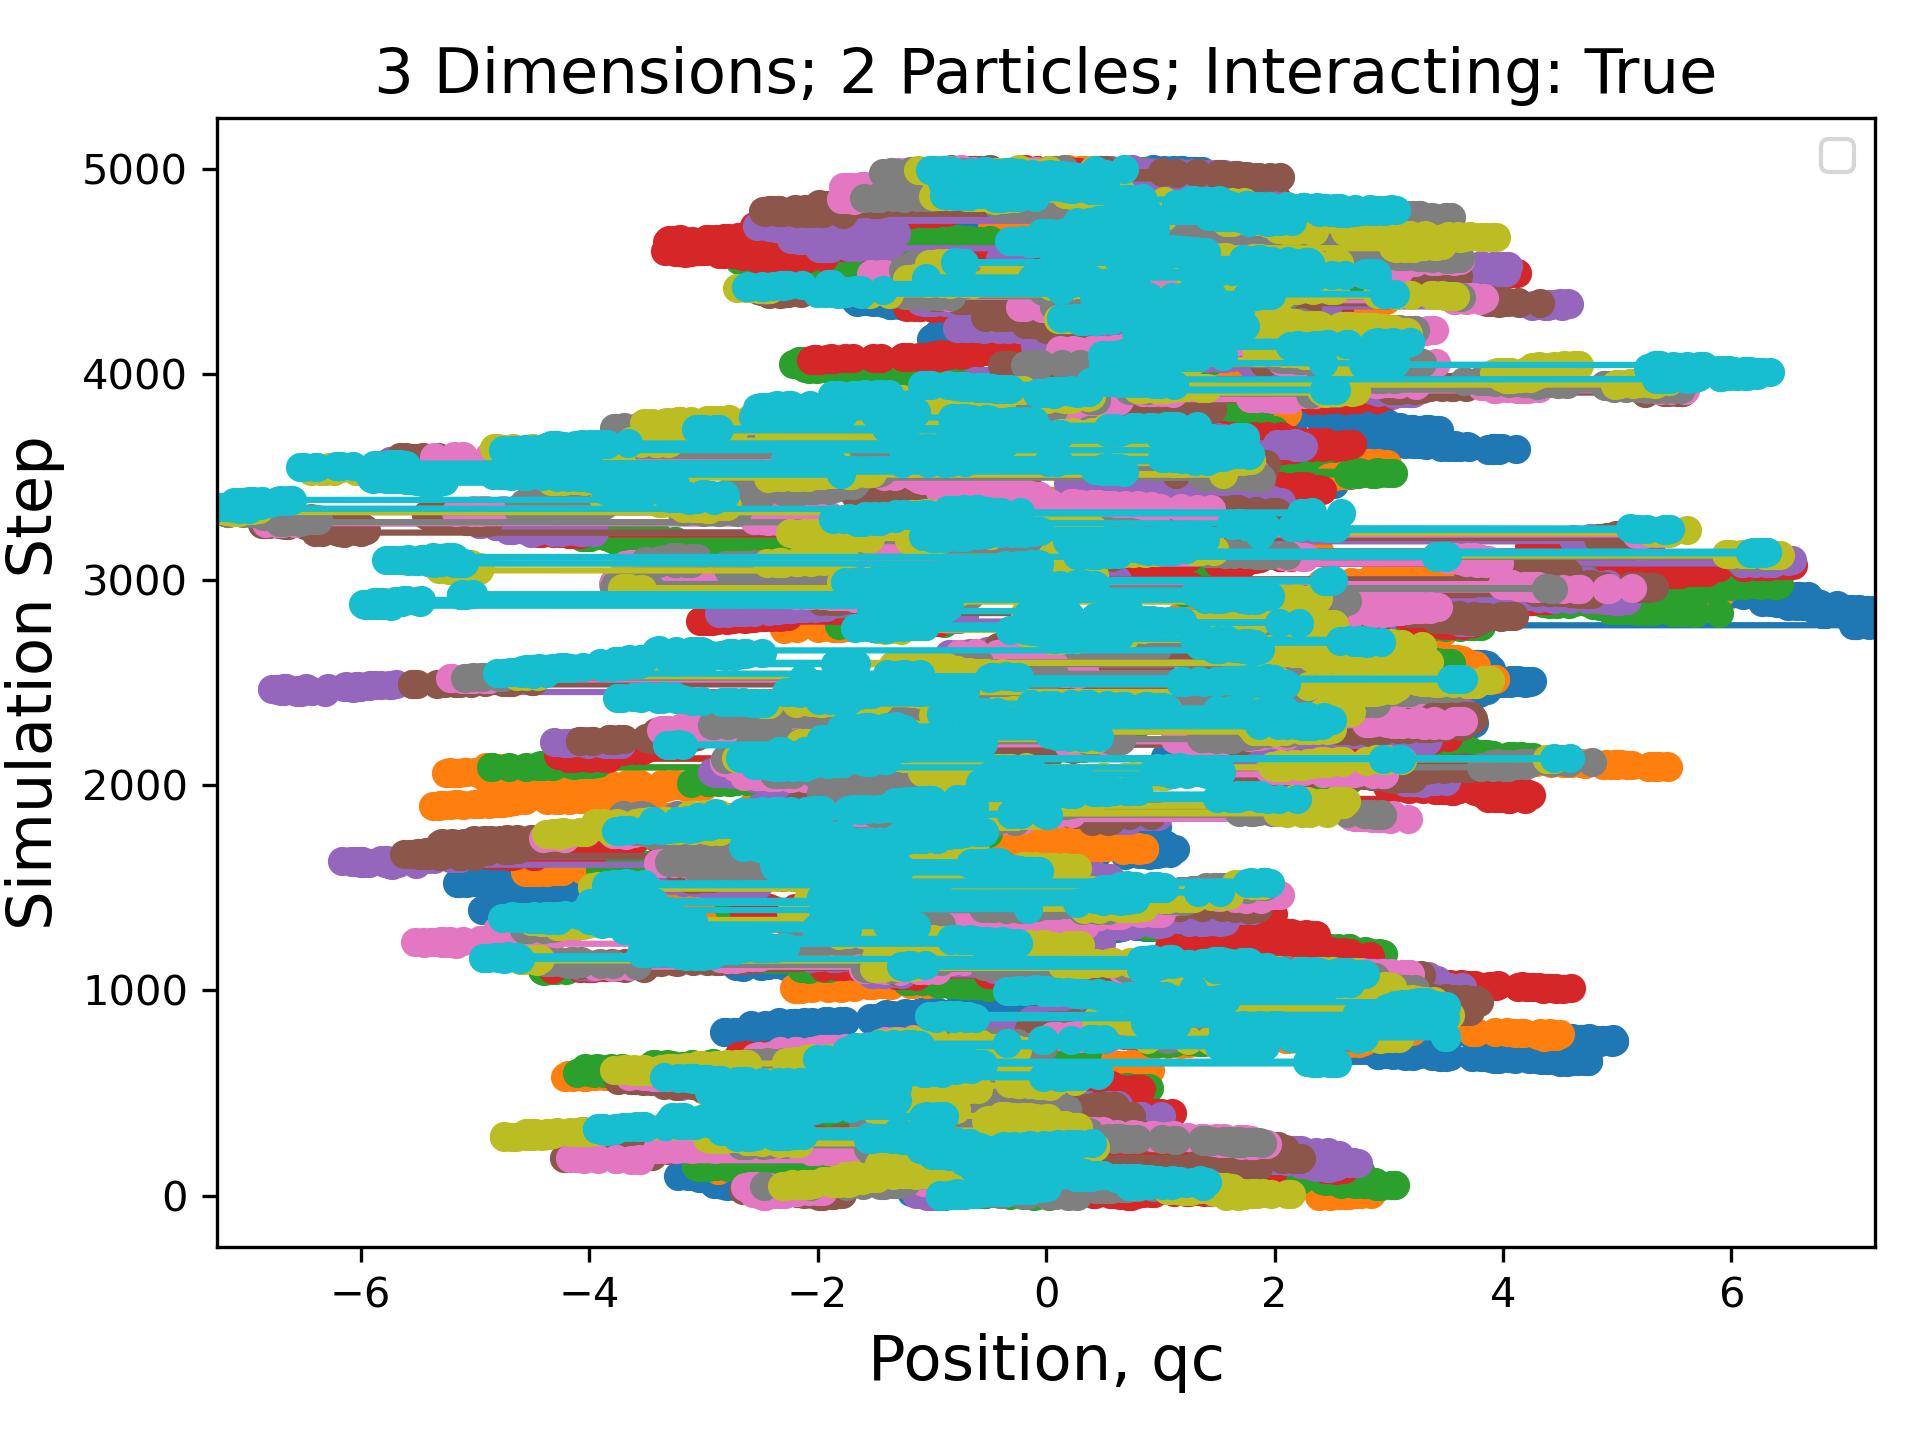 3 Dimensions; 2 Particles; Interacting: True
5000
4000
3000
2000
1000
0
Simulation Step
−6 −4 −2 0 2 4 6
Position, qc